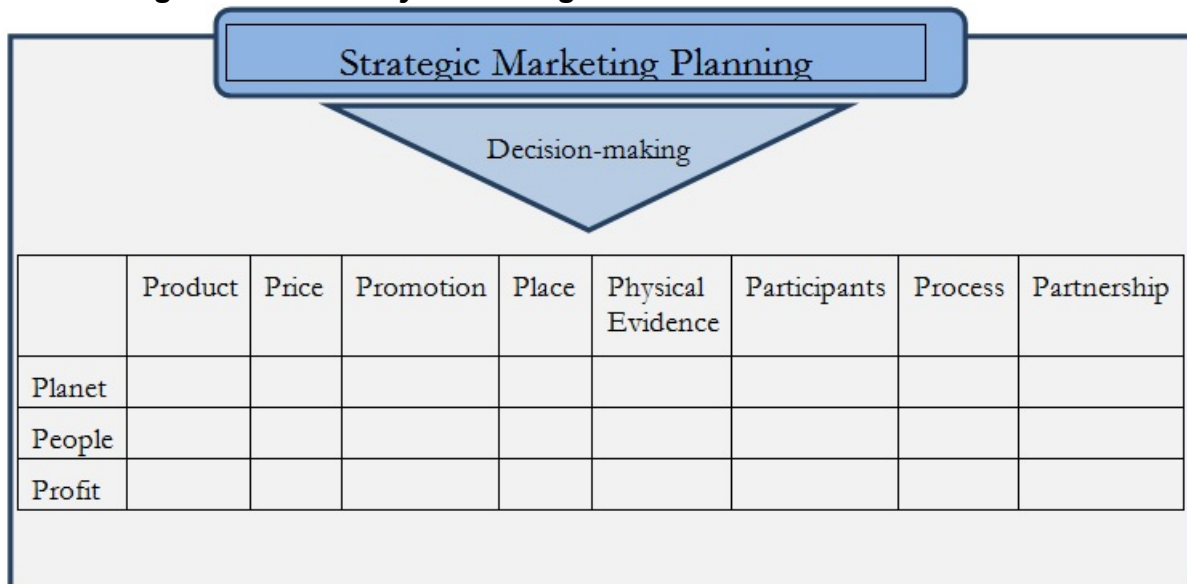 Strategic Marketing Planning
Decision-making
Product Price Promotion Place Physical Evidence Participants Process Partnership
Planet
People
Profit